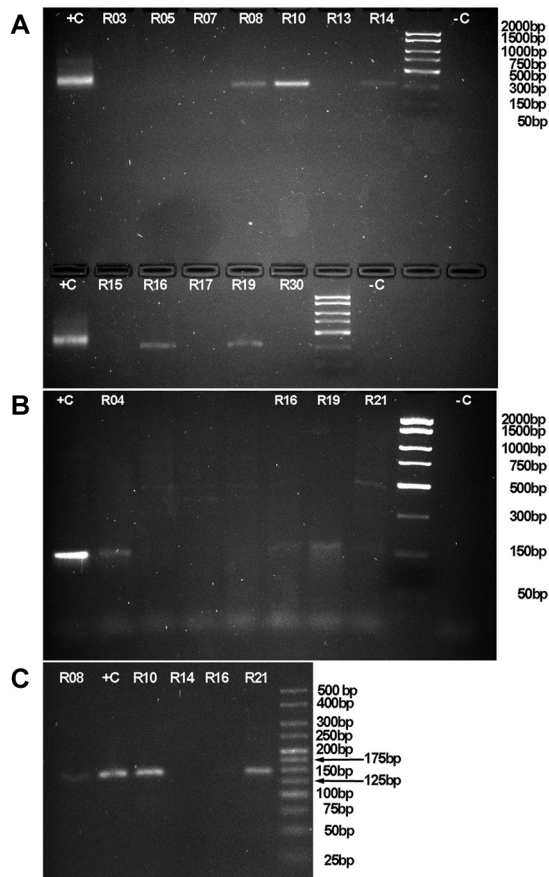 A
+C R03 R05 R07 R08 R10 R13 R14 -C
2000bp
1500bp
1000bp
750bp
500bp
300bp
150bp
50bp
+C R15 R16 R17 R19 R30 -C
B
+C R04 R16 R19 R21 -C
2000bp
1500bp
1000bp
750bp
500bp
300bp
150bp
50bp
C
R08 +C R10 R14 R16 R21
500 bp
400bp
300bp
250bp
200bp
175bp
150bp
125bp
100bp
75bp
50bp
25bp